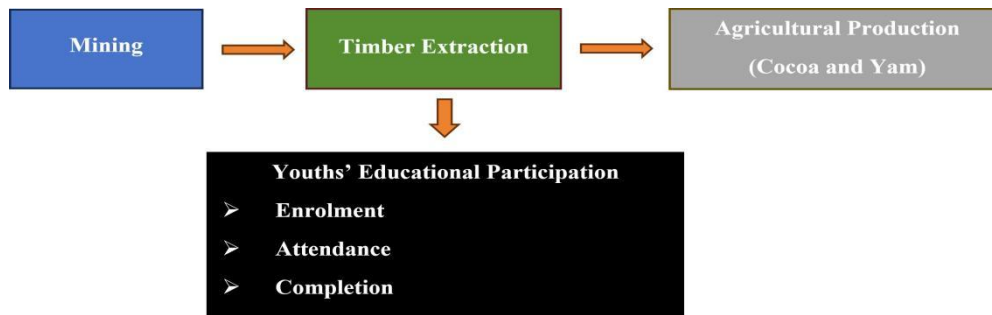 Mining
Timber Extraction
Agricultural Production
(Cocoa and Yam)
Youths’ Educational Participation
➢ Enrolment
➢ Attendance
➢ Completion